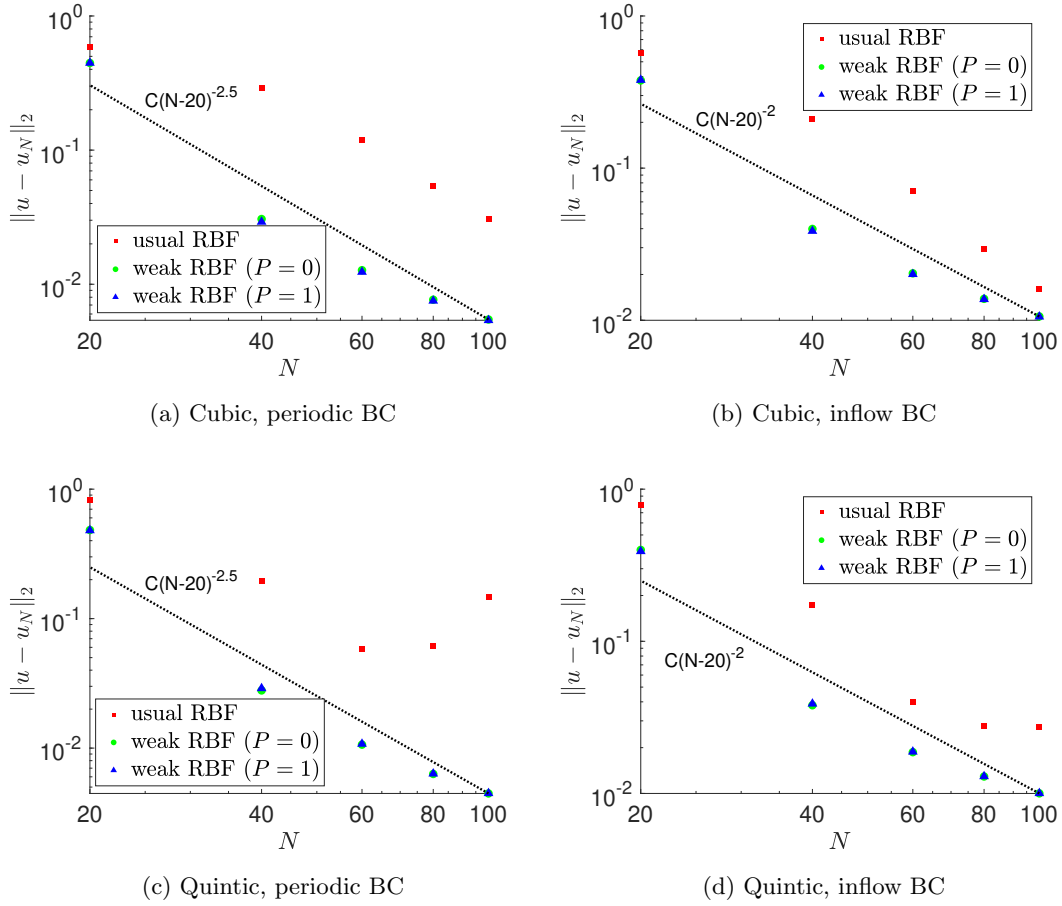 10^0
10^-1
10^-2
‖u − u_N‖_2
C(N-20)^-2.5
usual RBF
weak RBF (P = 0)
weak RBF (P = 1)
20 40 60 80 100
N
(a) Cubic, periodic BC
10^0
10^-1
10^-2
‖u − u_N‖_2
C(N-20)^-2
usual RBF
weak RBF (P = 0)
weak RBF (P = 1)
20 40 60 80 100
N
(b) Cubic, inflow BC
10^0
10^-1
10^-2
‖u − u_N‖_2
C(N-20)^-2.5
usual RBF
weak RBF (P = 0)
weak RBF (P = 1)
20 40 60 80 100
N
(c) Quintic, periodic BC
10^0
10^-1
10^-2
‖u − u_N‖_2
usual RBF
weak RBF (P = 0)
weak RBF (P = 1)
C(N-20)^-2
20 40 60 80 100
N
(d) Quintic, inflow BC